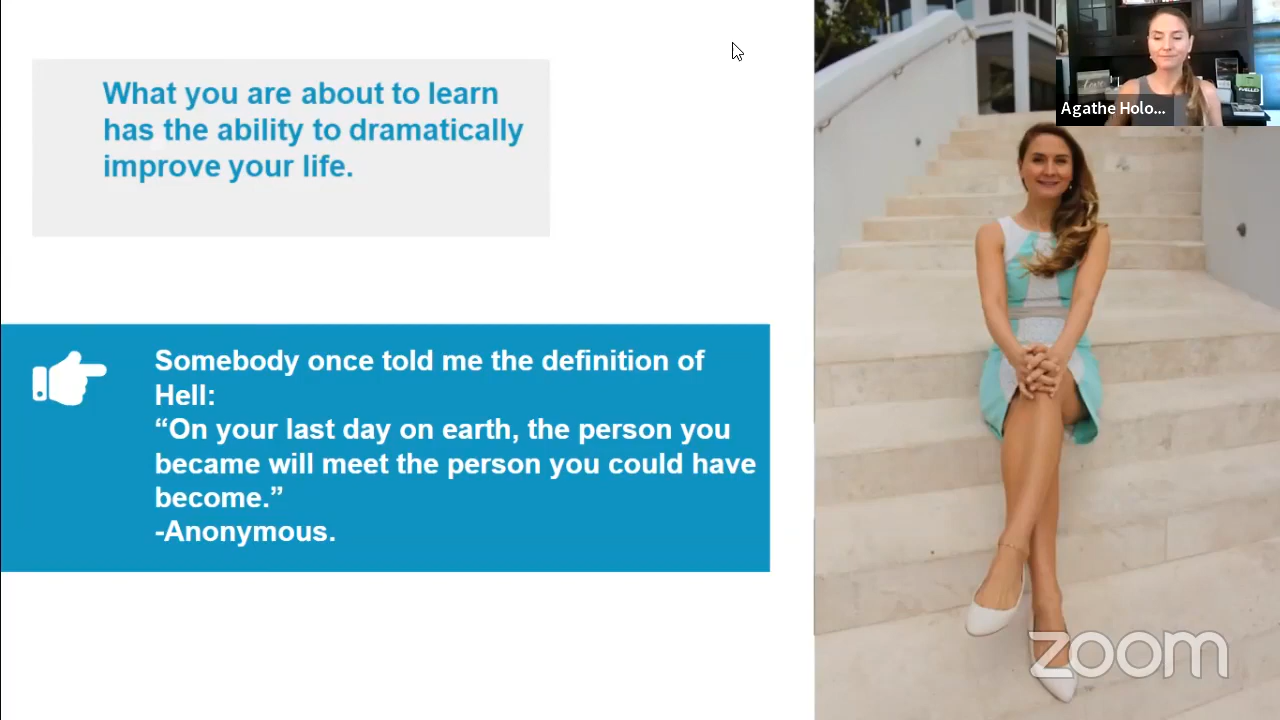 What you are about to learn
has the ability to dramatically
improve your life.
Somebody once told me the definition of
Hell:
“On your last day on earth, the person you
became will meet the person you could have
become.”
-Anonymous.
Agathe Holo...
zoom